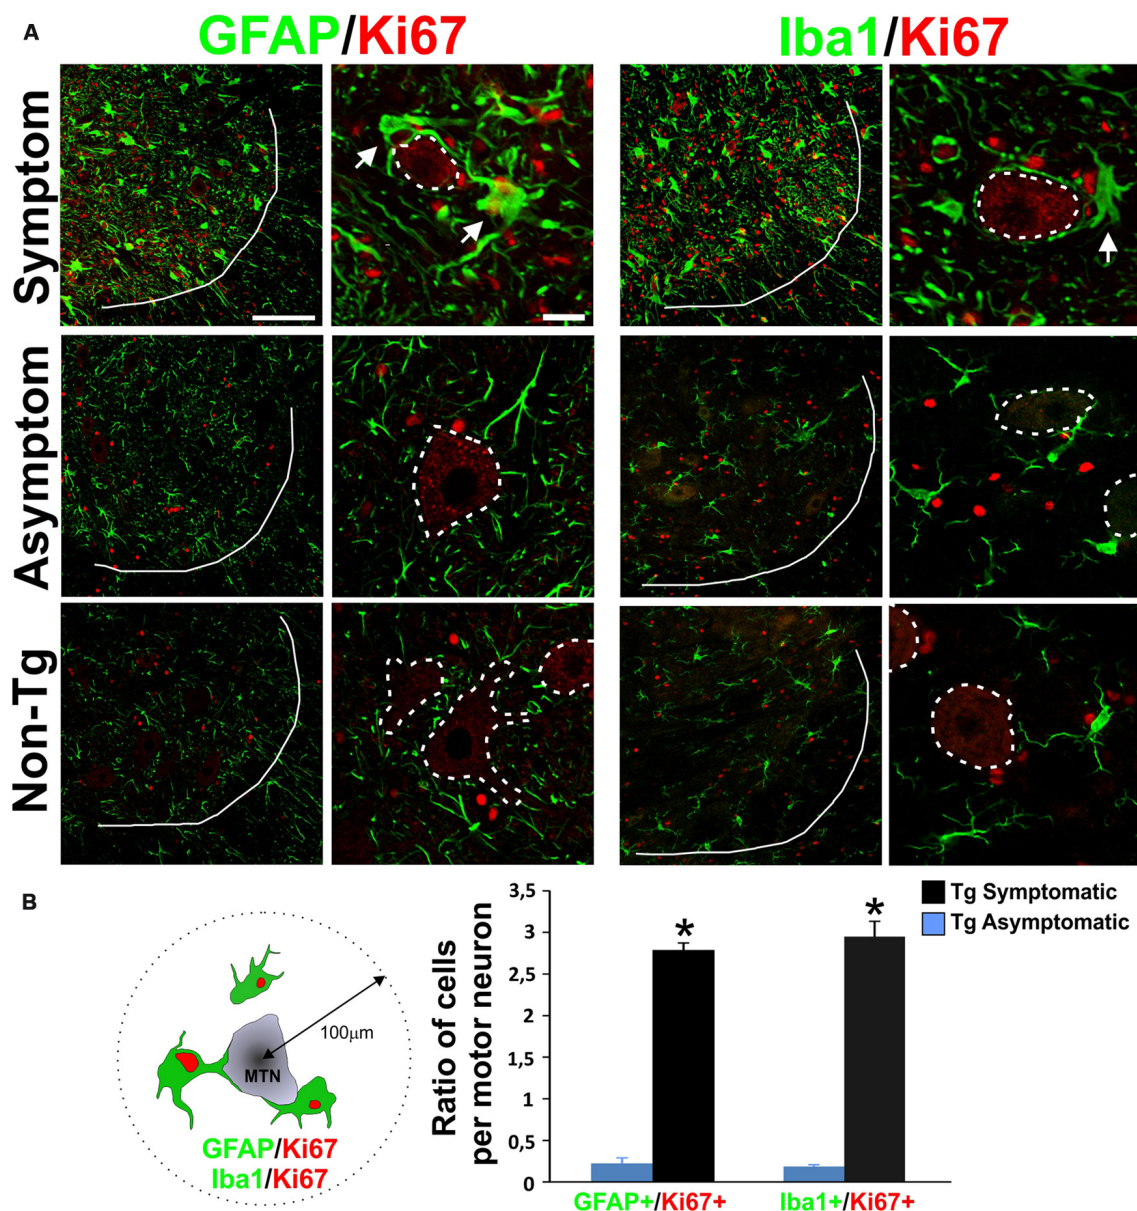 A
GFAP/Ki67
Iba1/Ki67
Symptom
Asymptom
Non-Tg
B
100µm
MTN
GFAP/Ki67
Iba1/Ki67
Ratio of cells
per motor neuron
3,5
3
2,5
2
1,5
1
0,5
0
*
*
Tg Symptomatic
Tg Asymptomatic
GFAP+/Ki67+
Iba1+/Ki67+